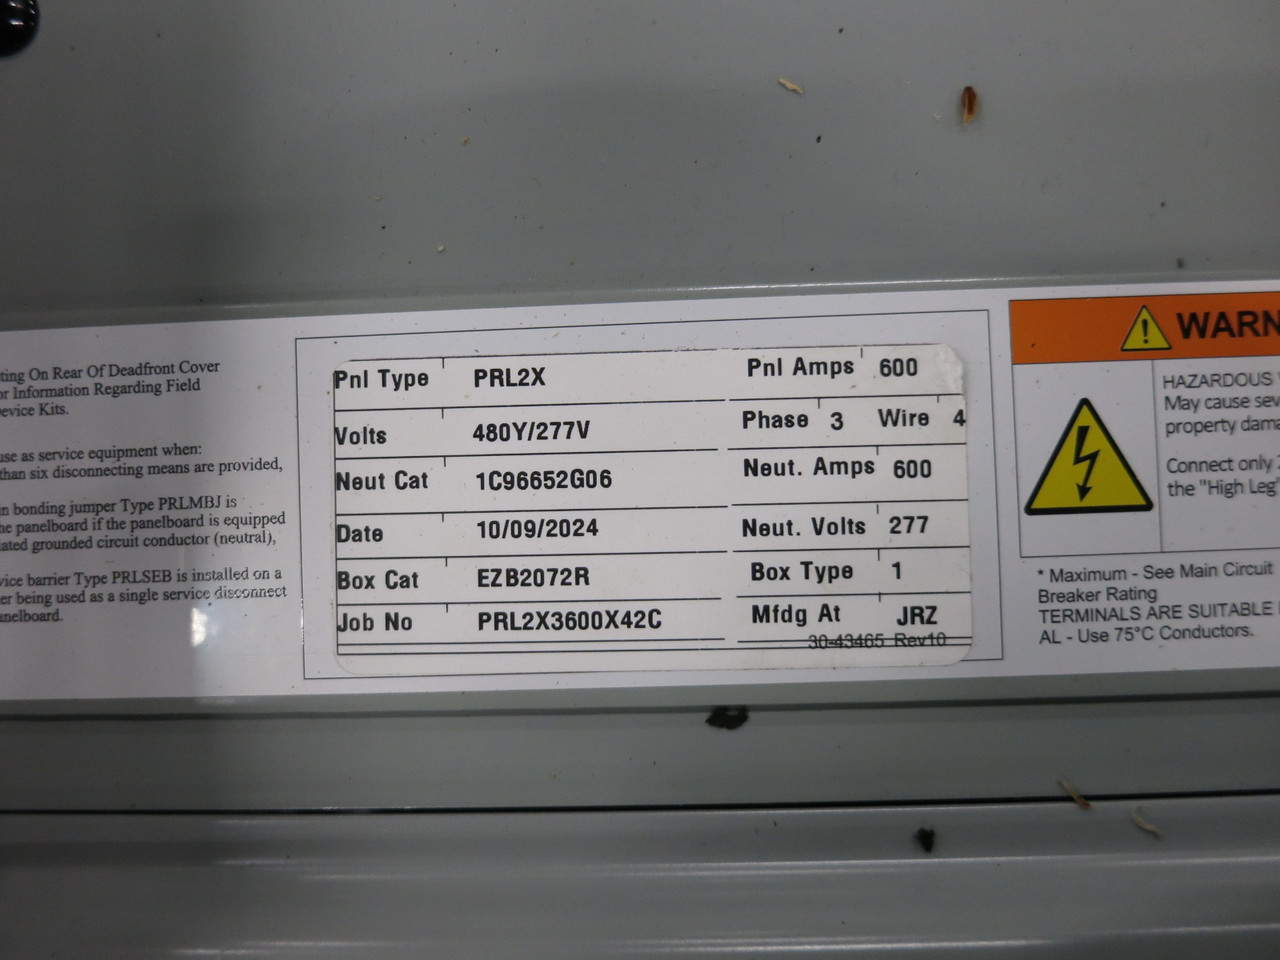 ting On Rear Of Deadfront Cover
or Information Regarding Field
evice Kits.
use as service equipment when:
than six disconnecting means are provided,
in bonding jumper Type PRLMBJ is
he panelboard if the panelboard is equipped
lated grounded circuit conductor (neutral),
vice barrier Type PRLSEB is installed on a
er being used as a single service disconnect
anelboard.
Pnl Type PRL2X Pnl Amps 600
Volts 480Y/277V Phase 3 Wire 4
Neut Cat 1C96652G06 Neut. Amps 600
Date 10/09/2024 Neut. Volts 277
Box Cat EZB2072R Box Type 1
Job No PRL2X3600X42C Mfdg At JRZ
30-43465 Rev10
WARN
HAZARDOUS
May cause sev
property dama
Connect only
the "High Leg"
* Maximum - See Main Circuit
Breaker Rating
TERMINALS ARE SUITABLE
AL - Use 75°C Conductors.